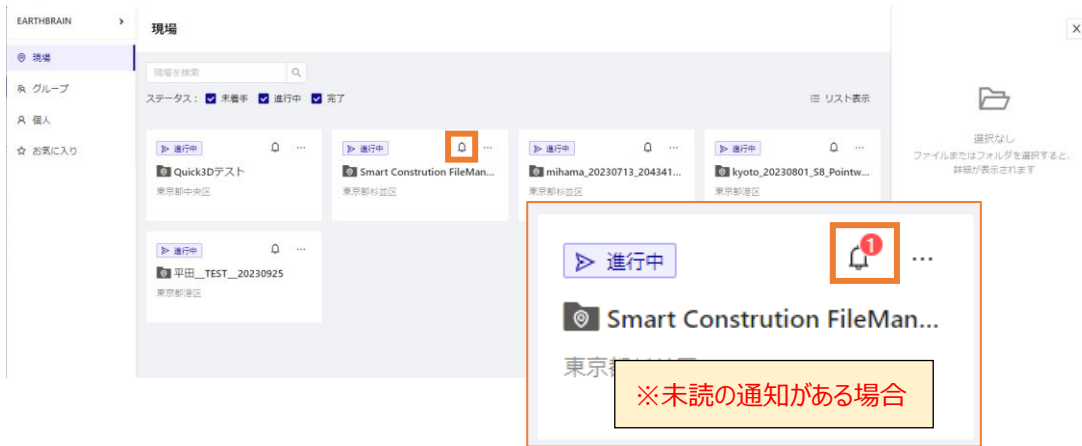 EARTHBRAIN
現場
グループ
個人
お気に入り
現場
現場を検索
ステータス： 未着手 進行中 完了
リスト表示
進行中
Quick3Dテスト
東京都中央区
進行中
Smart Constrution FileMan...
東京都杉並区
進行中
mihama_20230713_204341...
東京都杉並区
進行中
kyoto_20230801_S8_Pointw...
東京都港区
進行中
平田__TEST__20230925
東京都港区
選択なし
ファイルまたはフォルダを選択すると、
詳細が表示されます
進行中
1
Smart Constrution FileMan...
東京
※未読の通知がある場合